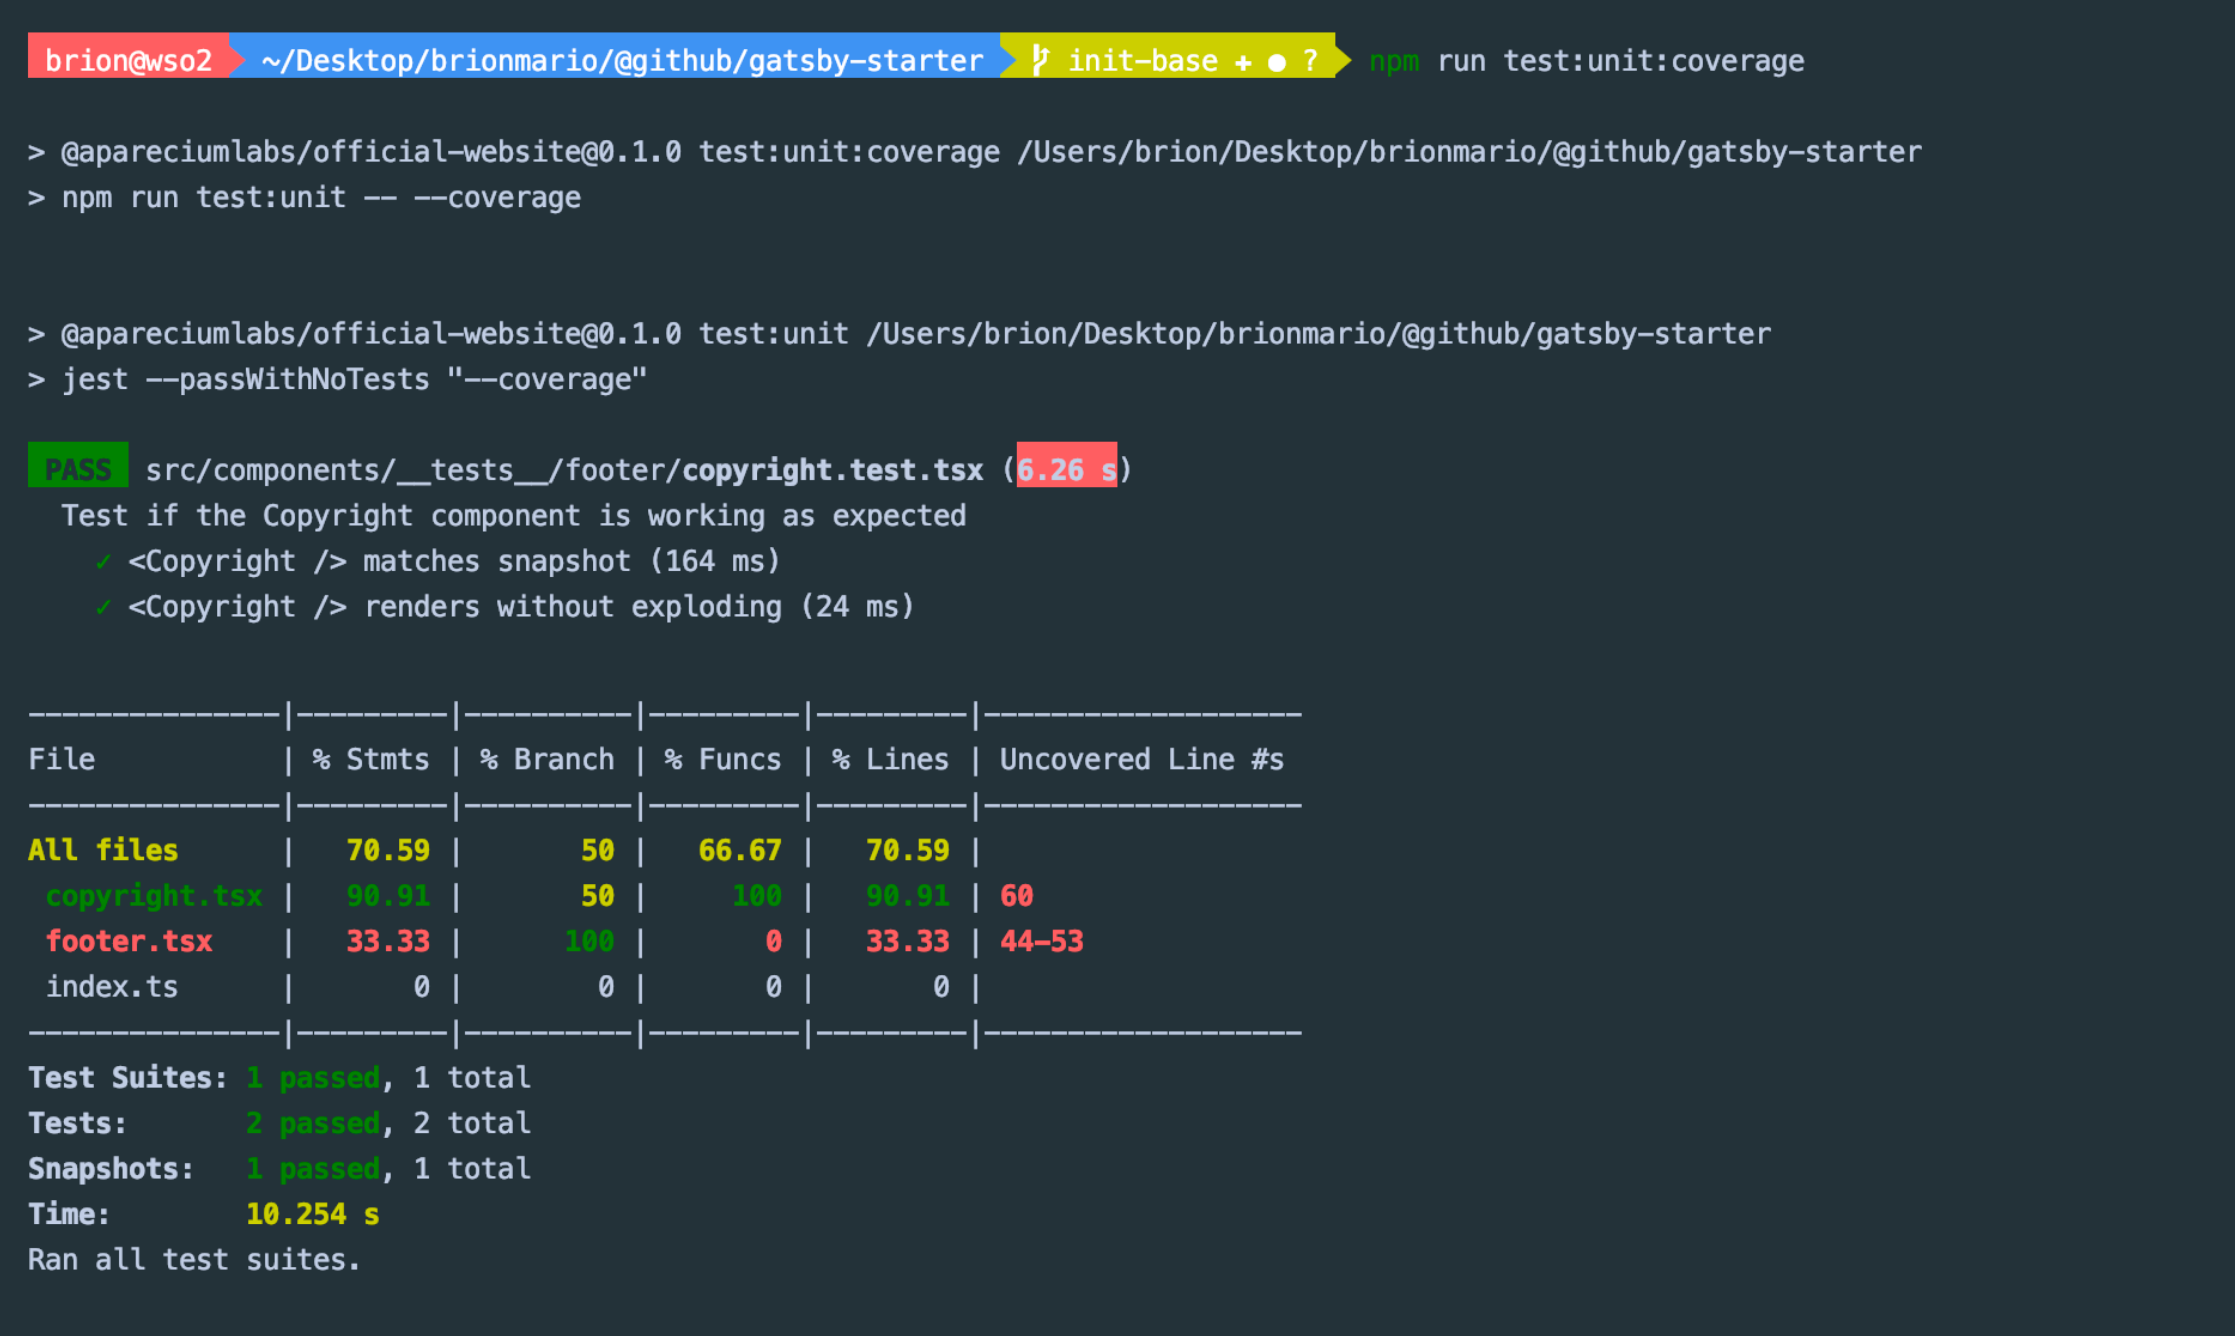 brion@wso2 ~/Desktop/brionmario/@github/gatsby-starter init-base + ● ? npm run test:unit:coverage
> @apareciumlabs/official-website@0.1.0 test:unit:coverage /Users/brion/Desktop/brionmario/@github/gatsby-starter
> npm run test:unit -- --coverage
> @apareciumlabs/official-website@0.1.0 test:unit /Users/brion/Desktop/brionmario/@github/gatsby-starter
> jest --passWithNoTests "--coverage"
PASS src/components/__tests__/footer/copyright.test.tsx (6.26 s)
Test if the Copyright component is working as expected
✓ <Copyright /> matches snapshot (164 ms)
✓ <Copyright /> renders without exploding (24 ms)
---------------|---------|----------|---------|---------|-------------------
File           | % Stmts | % Branch | % Funcs | % Lines | Uncovered Line #s
---------------|---------|----------|---------|---------|-------------------
All files      |   70.59 |       50 |   66.67 |   70.59 |
 copyright.tsx |   90.91 |       50 |     100 |   90.91 | 60
 footer.tsx    |   33.33 |      100 |       0 |   33.33 | 44-53
 index.ts      |       0 |        0 |       0 |       0 |
---------------|---------|----------|---------|---------|-------------------
Test Suites: 1 passed, 1 total
Tests:       2 passed, 2 total
Snapshots:   1 passed, 1 total
Time:        10.254 s
Ran all test suites.